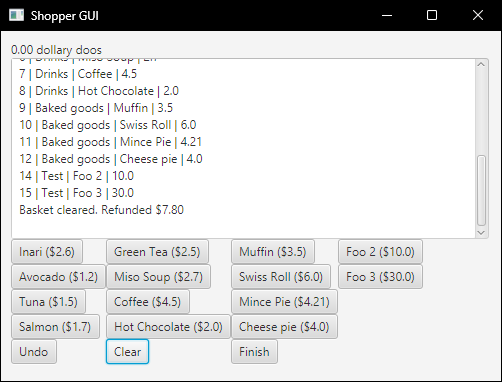 Shopper GUI
0.00 dollary doos
6 | Drinks | Miso Soup | 2.7
7 | Drinks | Coffee | 4.5
8 | Drinks | Hot Chocolate | 2.0
9 | Baked goods | Muffin | 3.5
10 | Baked goods | Swiss Roll | 6.0
11 | Baked goods | Mince Pie | 4.21
12 | Baked goods | Cheese pie | 4.0
14 | Test | Foo 2 | 10.0
15 | Test | Foo 3 | 30.0
Basket cleared. Refunded $7.80
Inari ($2.6) Green Tea ($2.5) Muffin ($3.5) Foo 2 ($10.0)
Avocado ($1.2) Miso Soup ($2.7) Swiss Roll ($6.0) Foo 3 ($30.0)
Tuna ($1.5) Coffee ($4.5) Mince Pie ($4.21)
Salmon ($1.7) Hot Chocolate ($2.0) Cheese pie ($4.0)
Undo Clear Finish